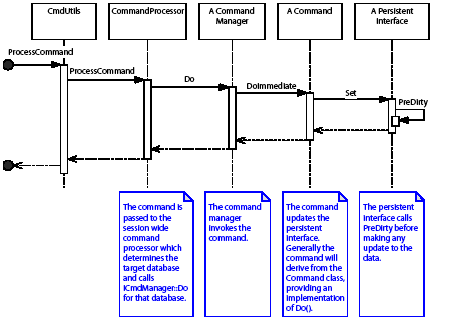 CmdUtils
CommandProcessor
A Command
Manager
A Command
A Persistent
Interface
ProcessCommand
ProcessCommand
Do
DoImmediate
Set
PreDirty
The command is
passed to the
session wide
command
processor which
determines the
target database
and calls
ICmdManager::Do
for that database.
The command
manager
invokes the
command.
The command
updates the
persistent
interface.
Generally the
command will
derive from the
Command class,
providing an
implementation
of Do().
The persistent
interface calls
PreDirty before
making any
update to the
data.